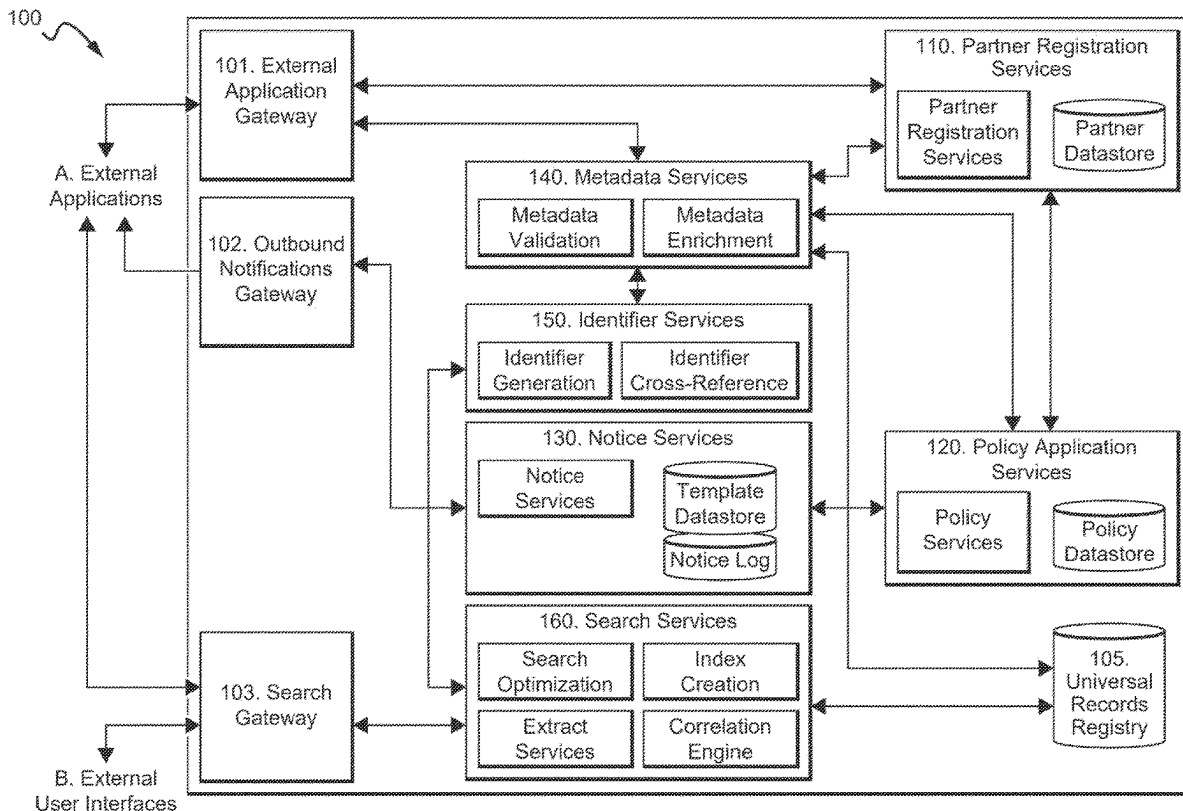 100
101. External
Application
Gateway
110. Partner Registration
Services
Partner
Registration
Services
Partner
Datastore
A. External
Applications
140. Metadata Services
Metadata
Validation
Metadata
Enrichment
102. Outbound
Notifications
Gateway
150. Identifier Services
Identifier
Generation
Identifier
Cross-Reference
130. Notice Services
Notice
Services
Template
Datastore
Notice Log
120. Policy Application
Services
Policy
Services
Policy
Datastore
160. Search Services
Search
Optimization
Index
Creation
Extract
Services
Correlation
Engine
103. Search
Gateway
105.
Universal
Records
Registry
B. External
User Interfaces